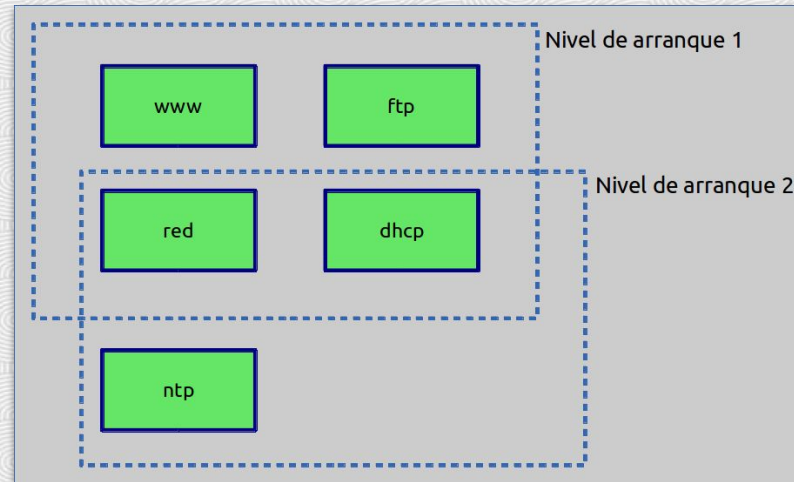 Nivel de arranque 1
www
ftp
Nivel de arranque 2
red
dhcp
ntp